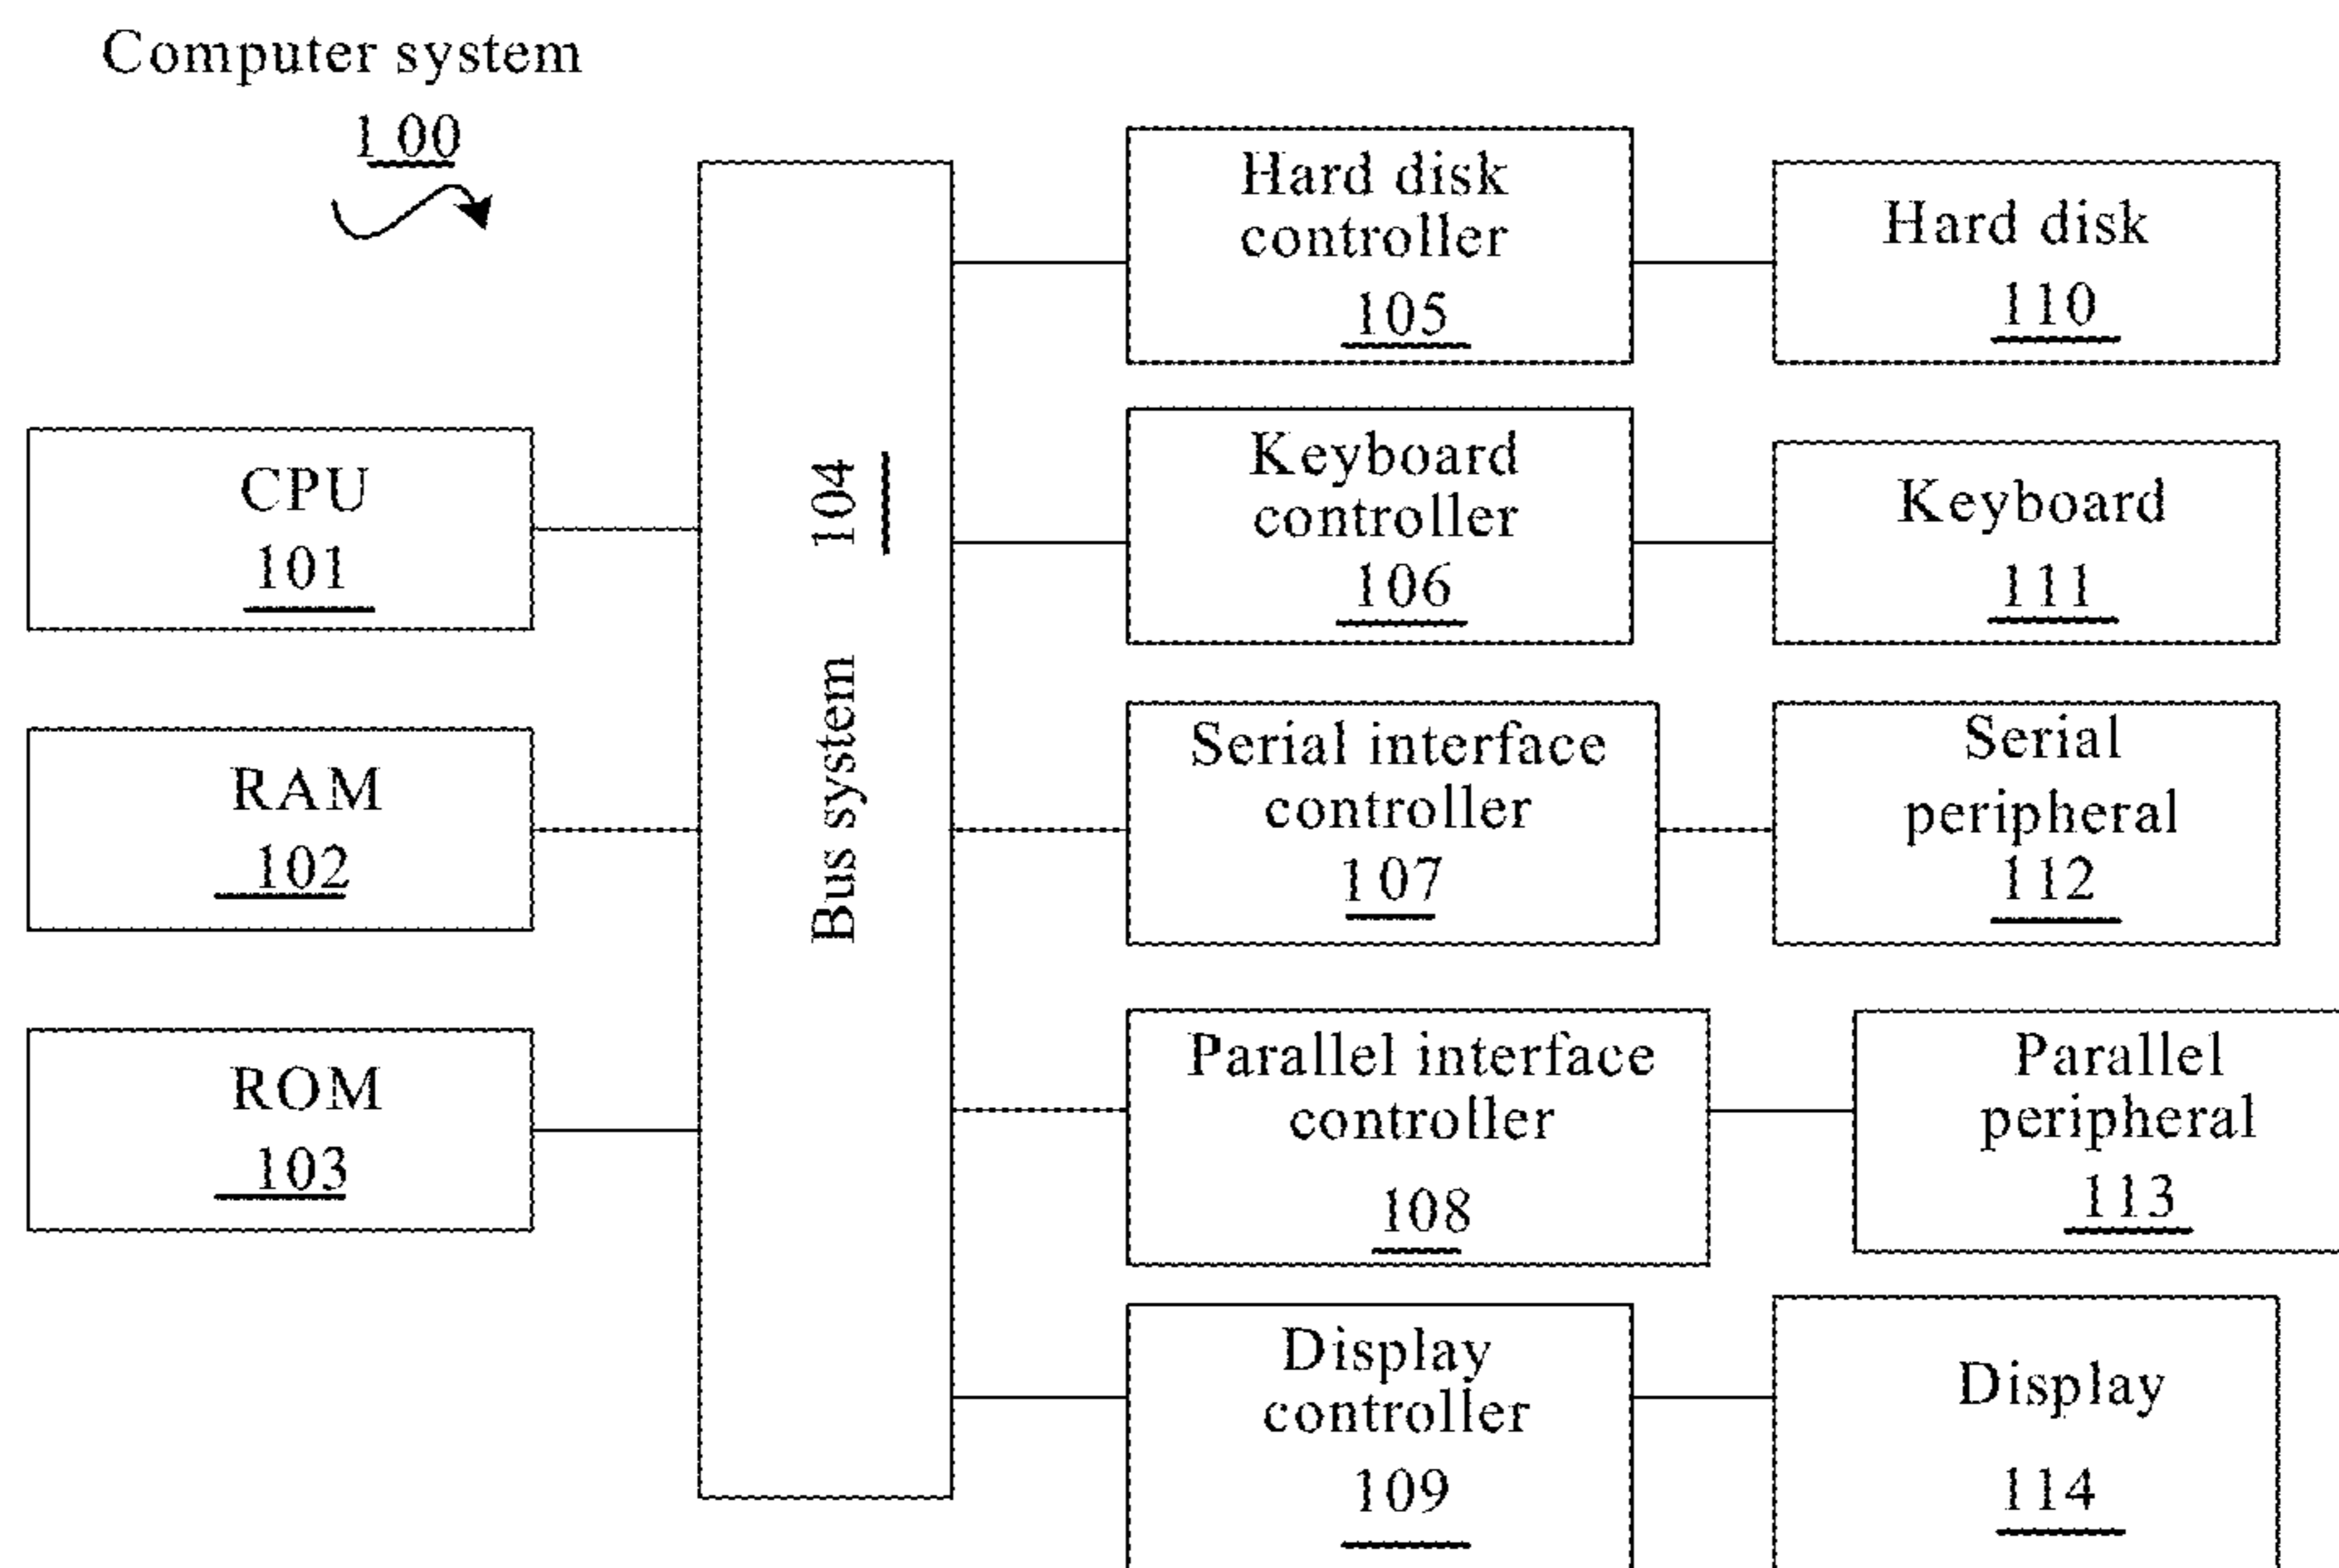 Computer system
100
CPU
101
RAM
102
ROM
103
Bus system 104
Hard disk
controller
105
Hard disk
110
Keyboard
controller
106
Keyboard
111
Serial interface
controller
107
Serial
peripheral
112
Parallel interface
controller
108
Parallel
peripheral
113
Display
controller
109
Display
114